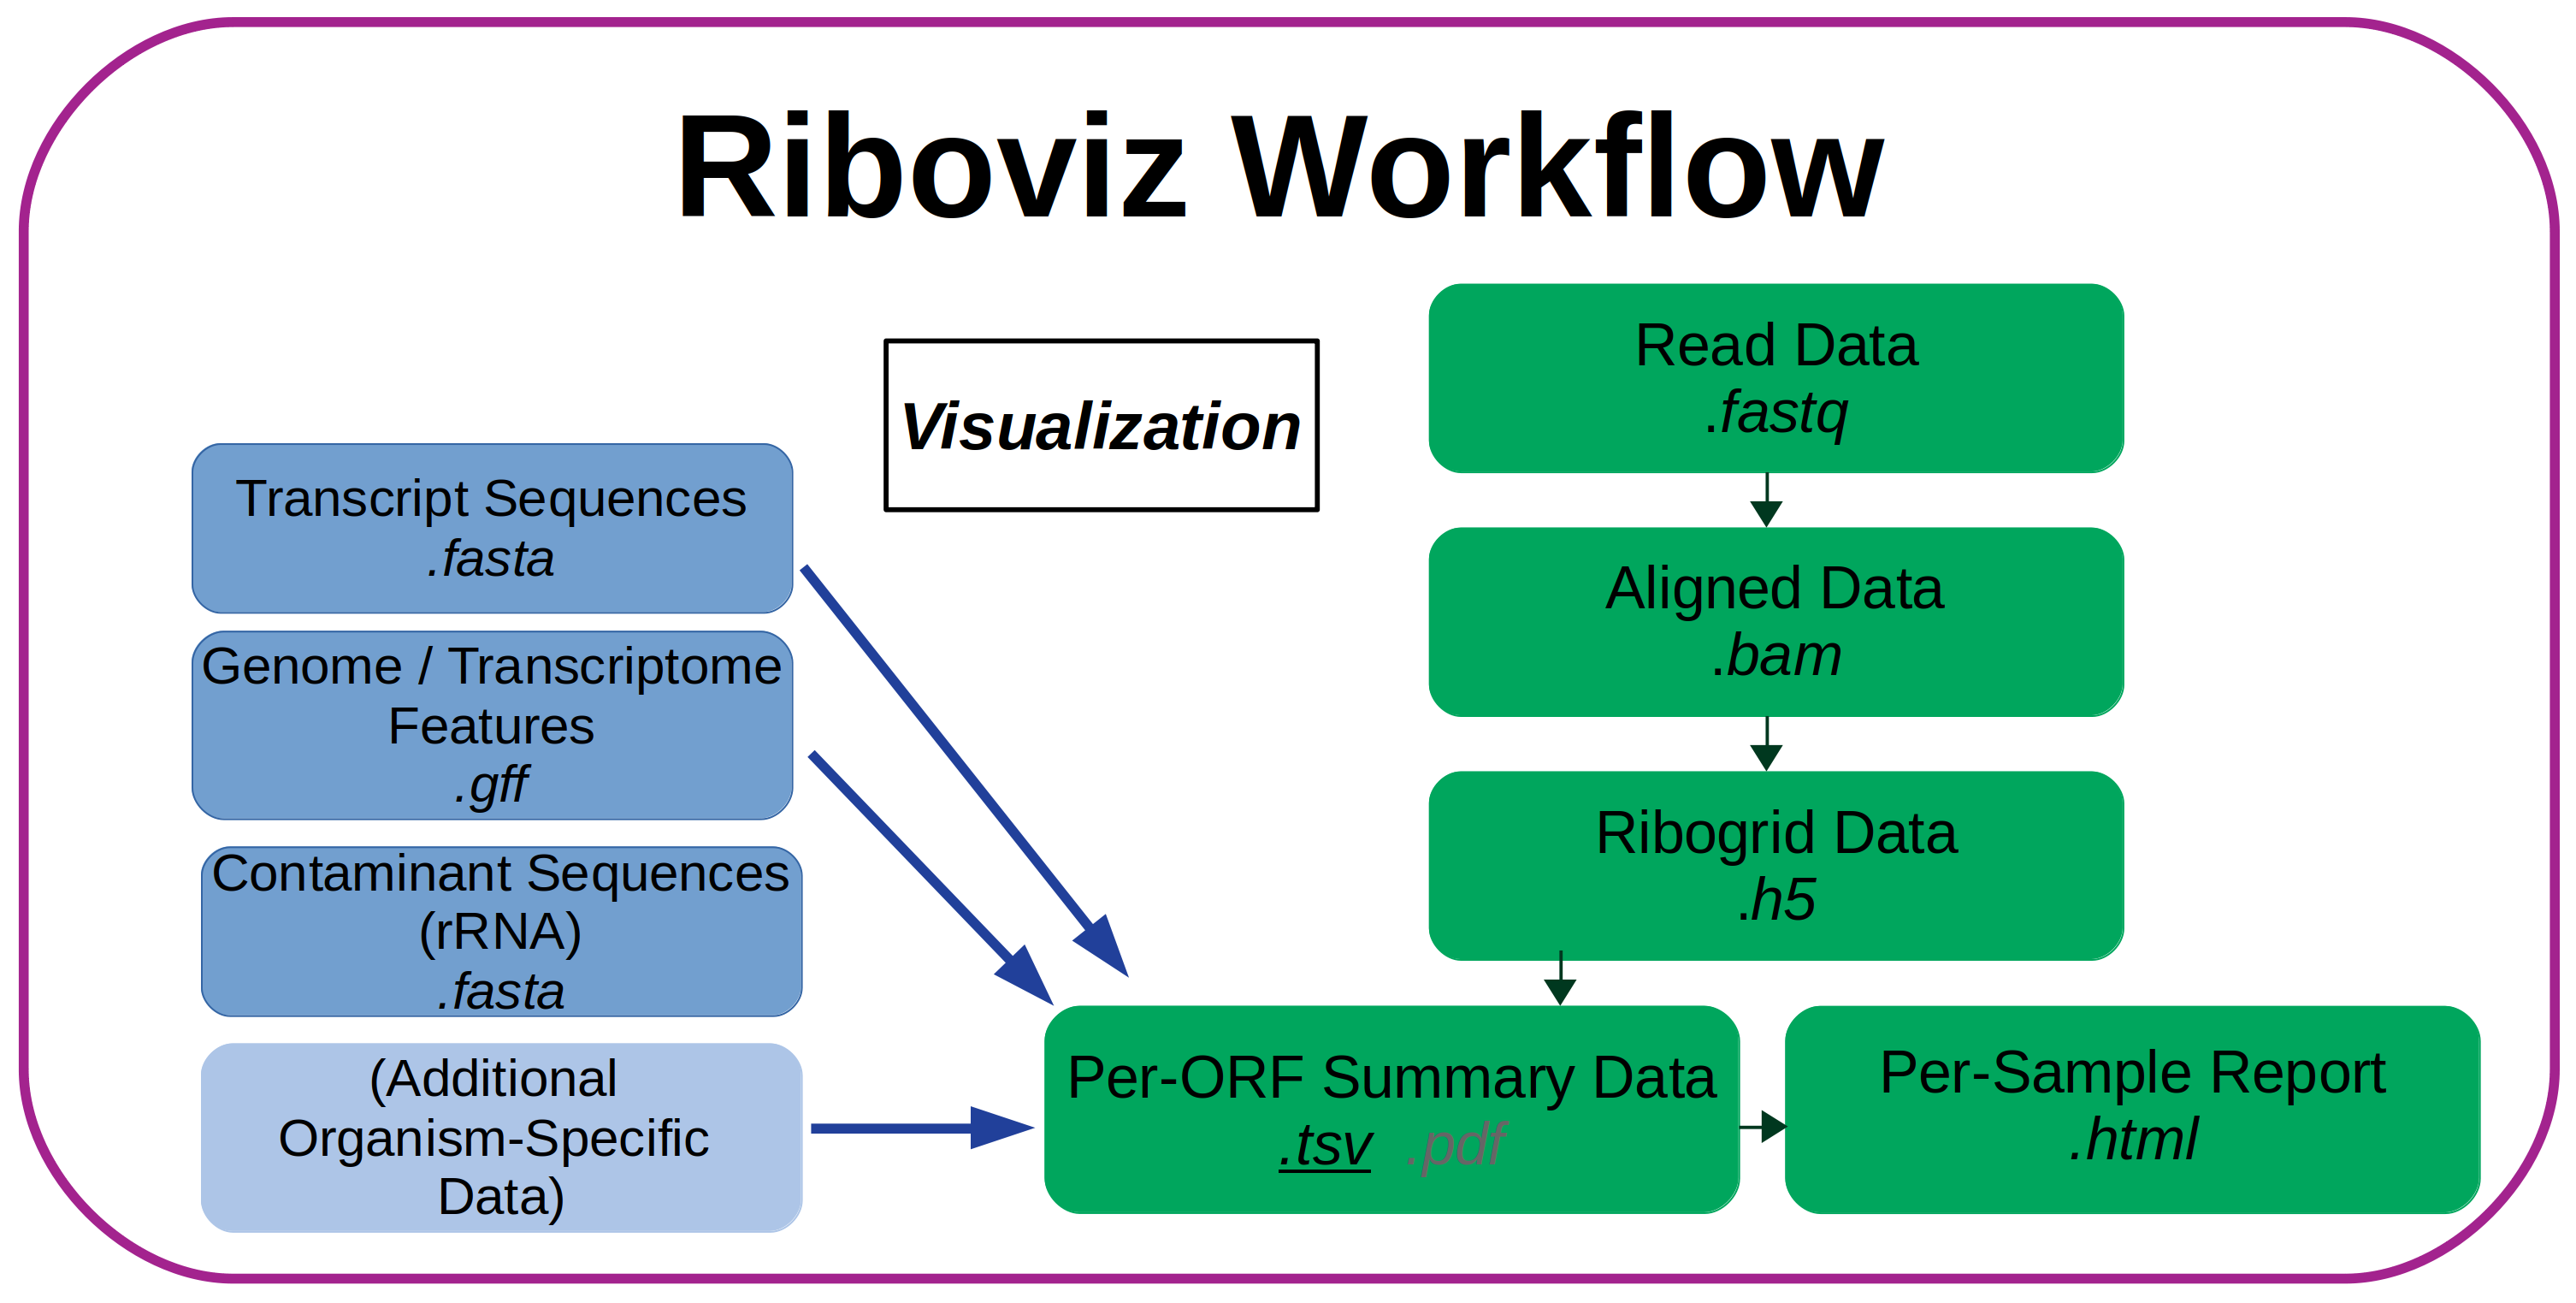 Riboviz Workflow
Visualization
Transcript Sequences
.fasta
Genome / Transcriptome
Features
.gff
Contaminant Sequences
(rRNA)
.fasta
(Additional
Organism-Specific
Data)
Read Data
.fastq
Aligned Data
.bam
Ribogrid Data
.h5
Per-ORF Summary Data
.tsv .pdf
Per-Sample Report
.html